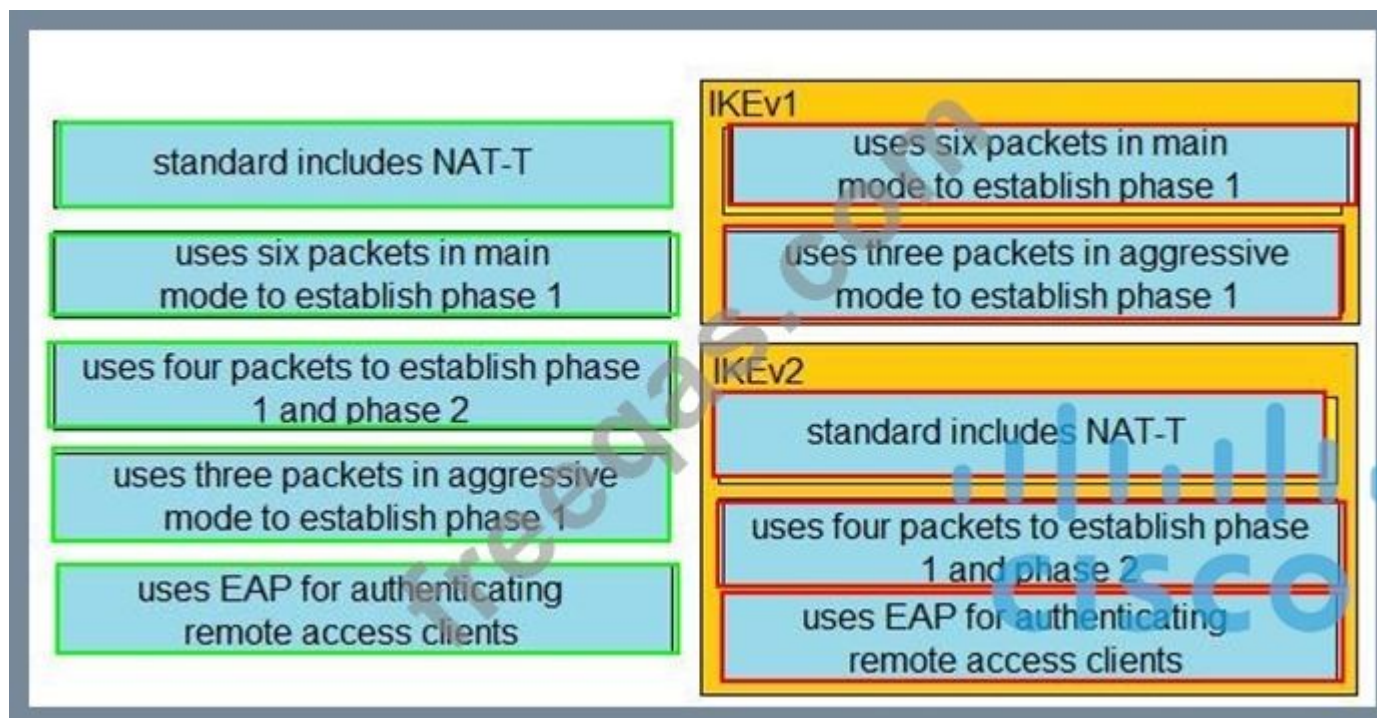 standard includes NAT-T
uses six packets in main
mode to establish phase 1
uses four packets to establish phase
1 and phase 2
uses three packets in aggressive
mode to establish phase 1
uses EAP for authenticating
remote access clients
IKEv1
uses six packets in main
mode to establish phase 1
uses three packets in aggressive
mode to establish phase 1
IKEv2
standard includes NAT-T
uses four packets to establish phase
1 and phase 2
uses EAP for authenticating
remote access clients
freeqas.com
CISCO